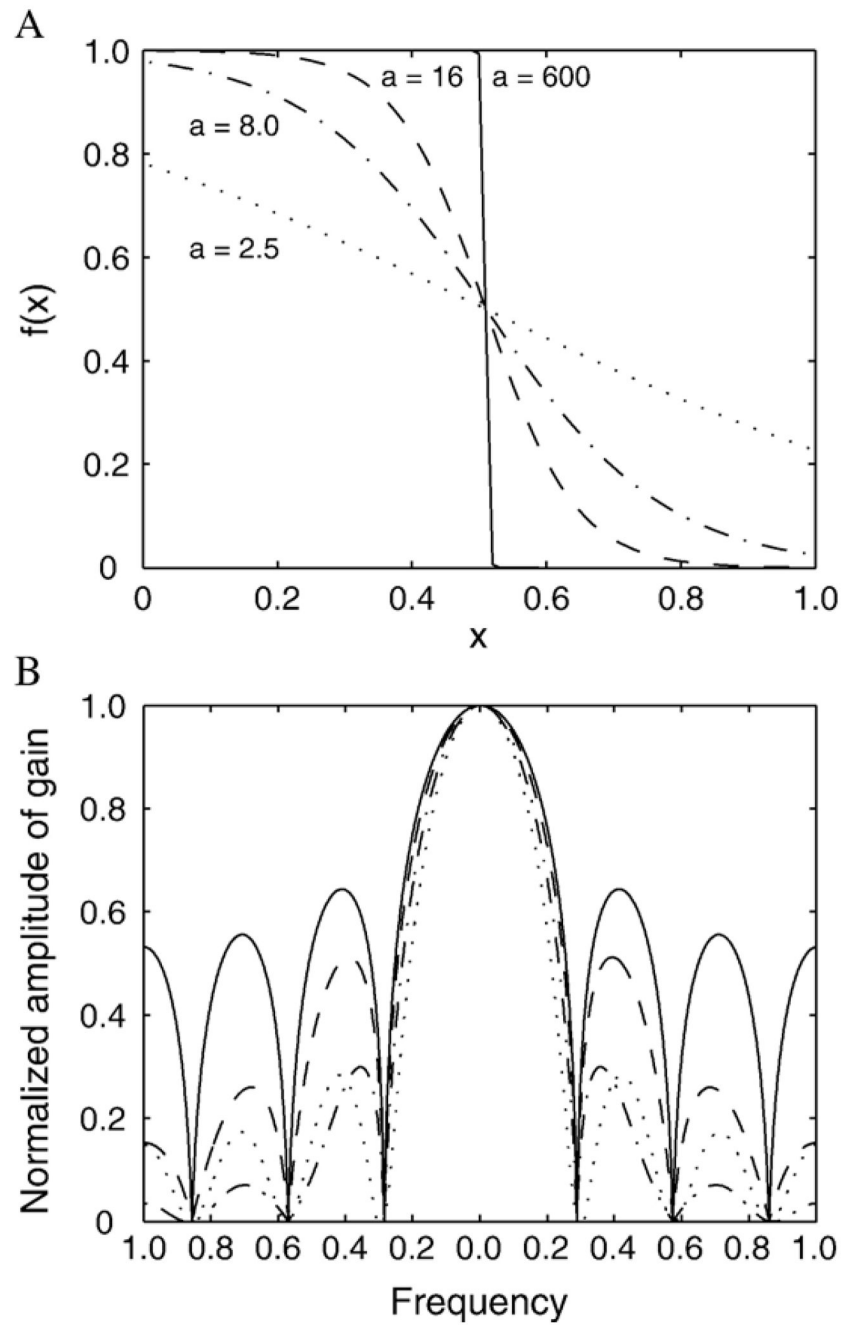 A
1.0
a = 16
a = 600
0.8
a = 8.0
0.6
a = 2.5
f(x)
0.4
0.2
0
0 0.2 0.4 0.6 0.8 1.0
x
B
1.0
0.8
0.6
0.4
0.2
0
Normalized amplitude of gain
1.0 0.8 0.6 0.4 0.2 0.0 0.2 0.4 0.6 0.8 1.0
Frequency